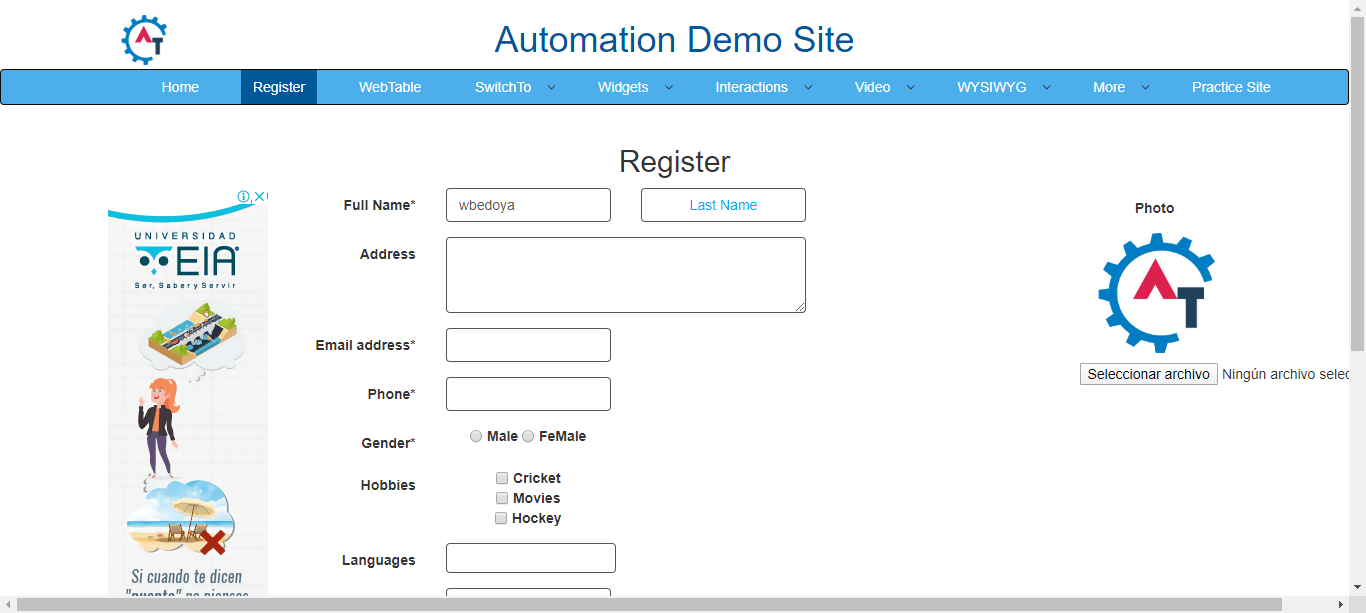 Automation Demo Site
Home Register WebTable SwitchTo Widgets Interactions Video WYSIWYG More Practice Site
Register
Full Name* wbedoya Last Name
Address
Email address*
Phone*
Gender* Male FeMale
Hobbies Cricket
Movies
Hockey
Languages
Photo
AT
Seleccionar archivo Ningún archivo selec
UNIVERSIDAD
EIA
Ser, Saber y Servir
Si cuando te dicen
"puente" no piensas